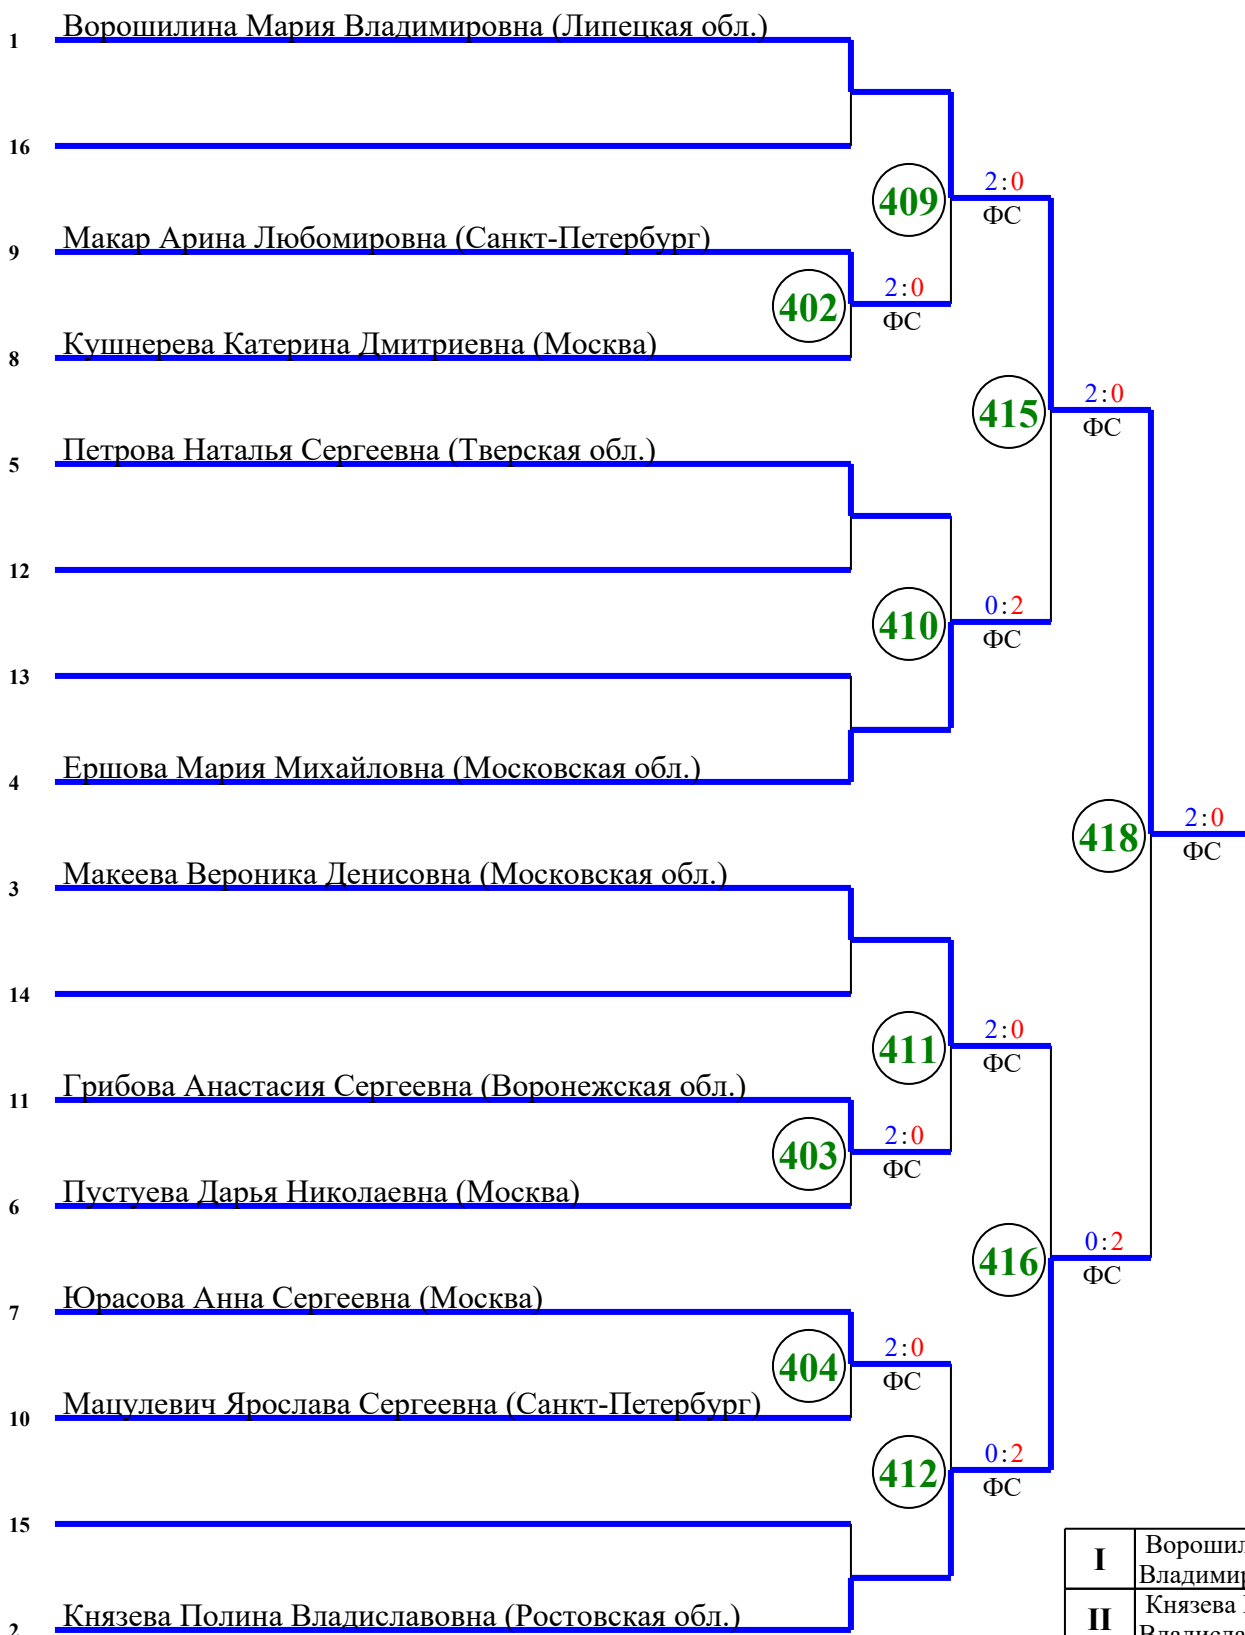 1 Ворошилина Мария Владимировна (Липецкая обл.)
16
409 2:0
ФС
9 Макар Арина Любомировна (Санкт-Петербург)
402 2:0
ФС
8 Кушнерева Катерина Дмитриевна (Москва)
415 2:0
ФС
5 Петрова Наталья Сергеевна (Тверская обл.)
12
410 0:2
ФС
13
4 Ершова Мария Михайловна (Московская обл.)
418 2:0
ФС
3 Макеева Вероника Денисовна (Московская обл.)
14
411 2:0
ФС
11 Грибова Анастасия Сергеевна (Воронежская обл.)
403 2:0
ФС
6 Пустуева Дарья Николаевна (Москва)
416 0:2
ФС
7 Юрасова Анна Сергеевна (Москва)
404 2:0
ФС
10 Мацулевич Ярослава Сергеевна (Санкт-Петербург)
412 0:2
ФС
15
I Ворошил
Владимир
2 Князева Полина Владиславовна (Ростовская обл.)
II Князева
Владисла